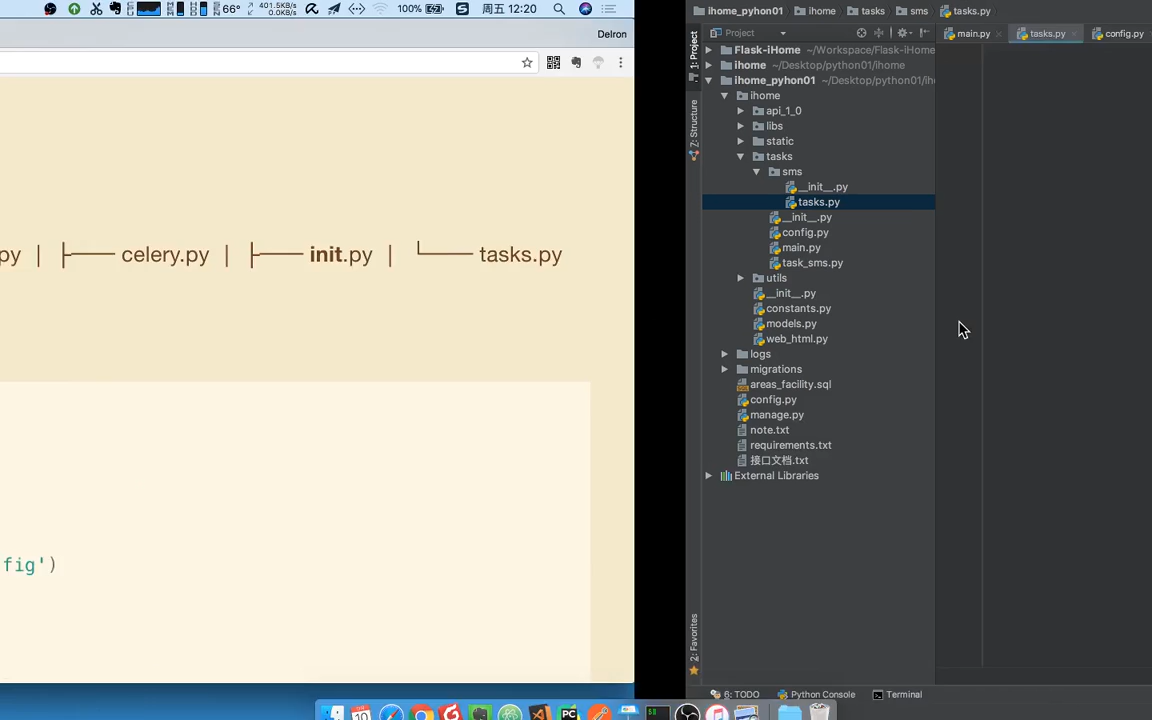 66° 401.5KB/s 0.0KB/s 100% 周五 12:20
Delron
py │ ├── celery.py │ ├── init.py │ └── tasks.py
fig')
ihome_pyhon01 ihome tasks sms tasks.py
Project
main.py tasks.py config.py
1: Project
7: Structure
2: Favorites
Flask-iHome ~/Workspace/Flask-iHome
ihome ~/Desktop/python01/ihome
ihome_pyhon01 ~/Desktop/python01/ih
ihome
api_1_0
libs
static
tasks
sms
__init__.py
tasks.py
__init__.py
config.py
main.py
task_sms.py
utils
__init__.py
constants.py
models.py
web_html.py
logs
migrations
areas_facility.sql
config.py
manage.py
note.txt
requirements.txt
接口文档.txt
External Libraries
6: TODO Python Console Terminal